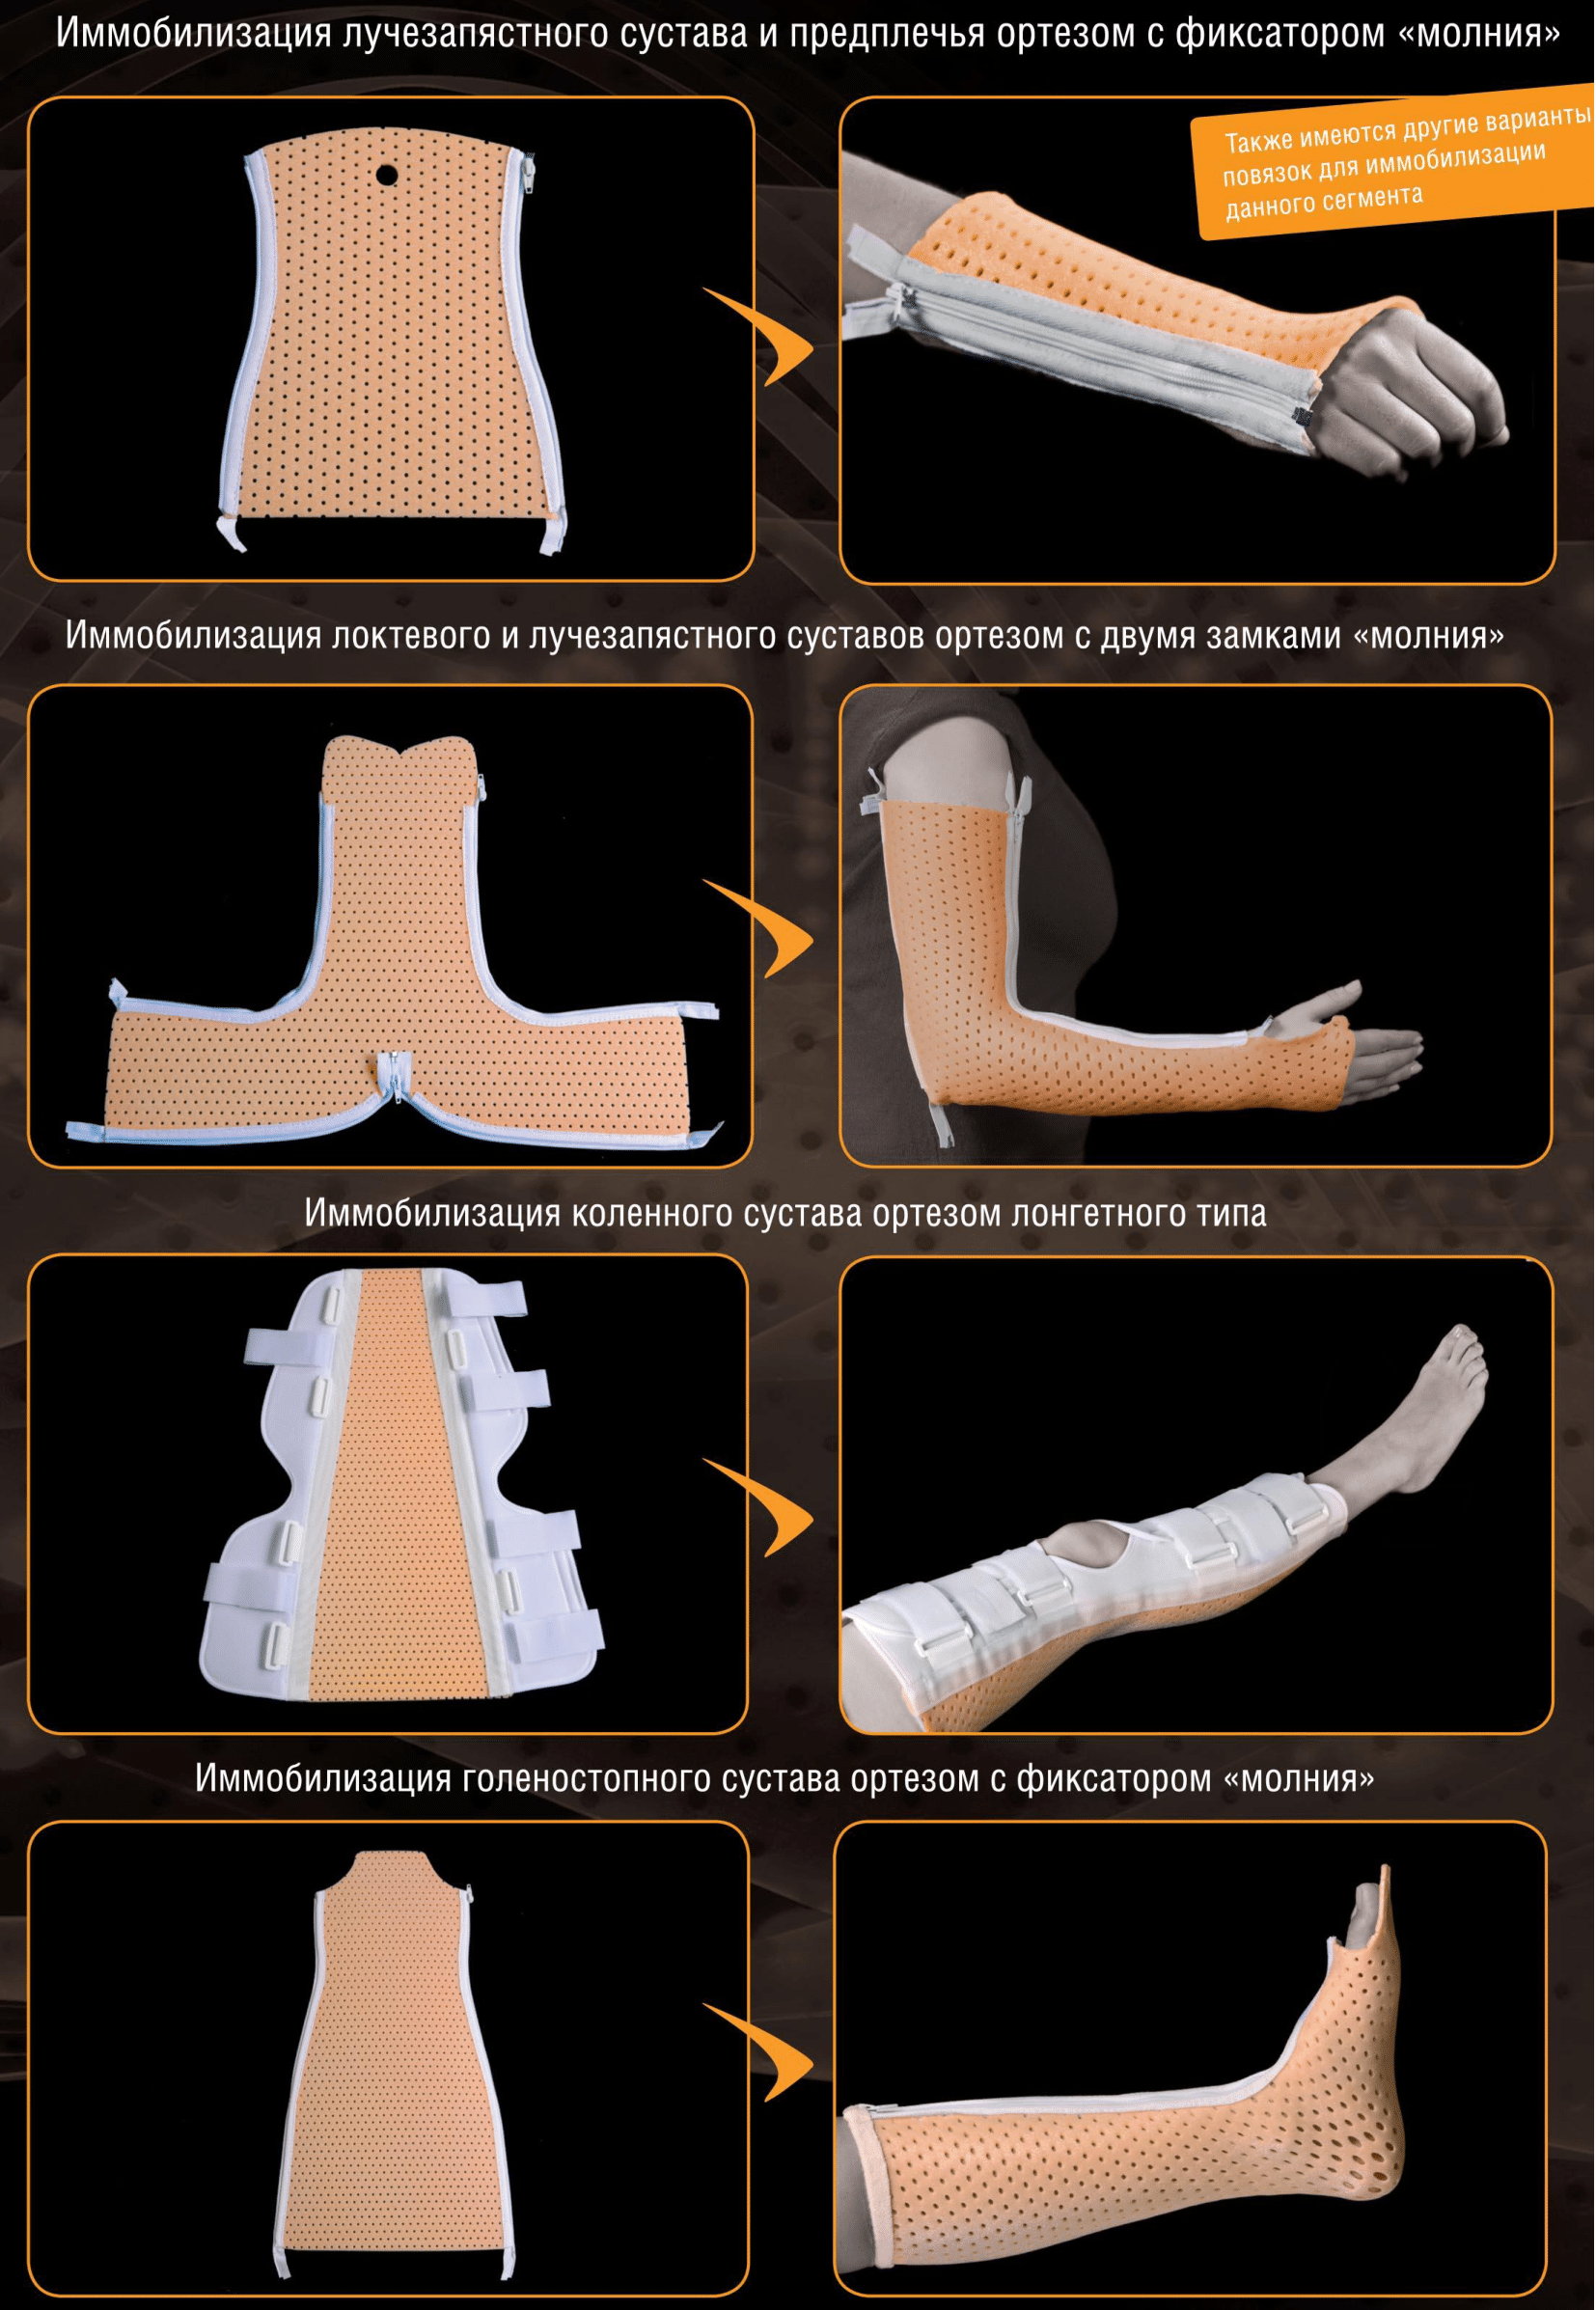 Иммобилизация лучезапястного сустава и предплечья ортезом с фиксатором «молния»
Также имеются другие варианты
повязок для иммобилизации
данного сегмента
Иммобилизация локтевого и лучезапястного суставов ортезом с двумя замками «молния»
Иммобилизация коленного сустава ортезом лонгетного типа
Иммобилизация голеностопного сустава ортезом с фиксатором «молния»